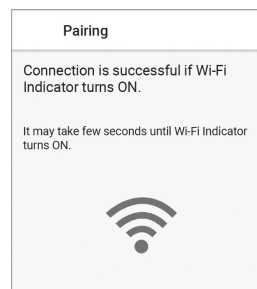 Pairing
Connection is successful if Wi-Fi
Indicator turns ON.
It may take few seconds until Wi-Fi Indicator
turns ON.